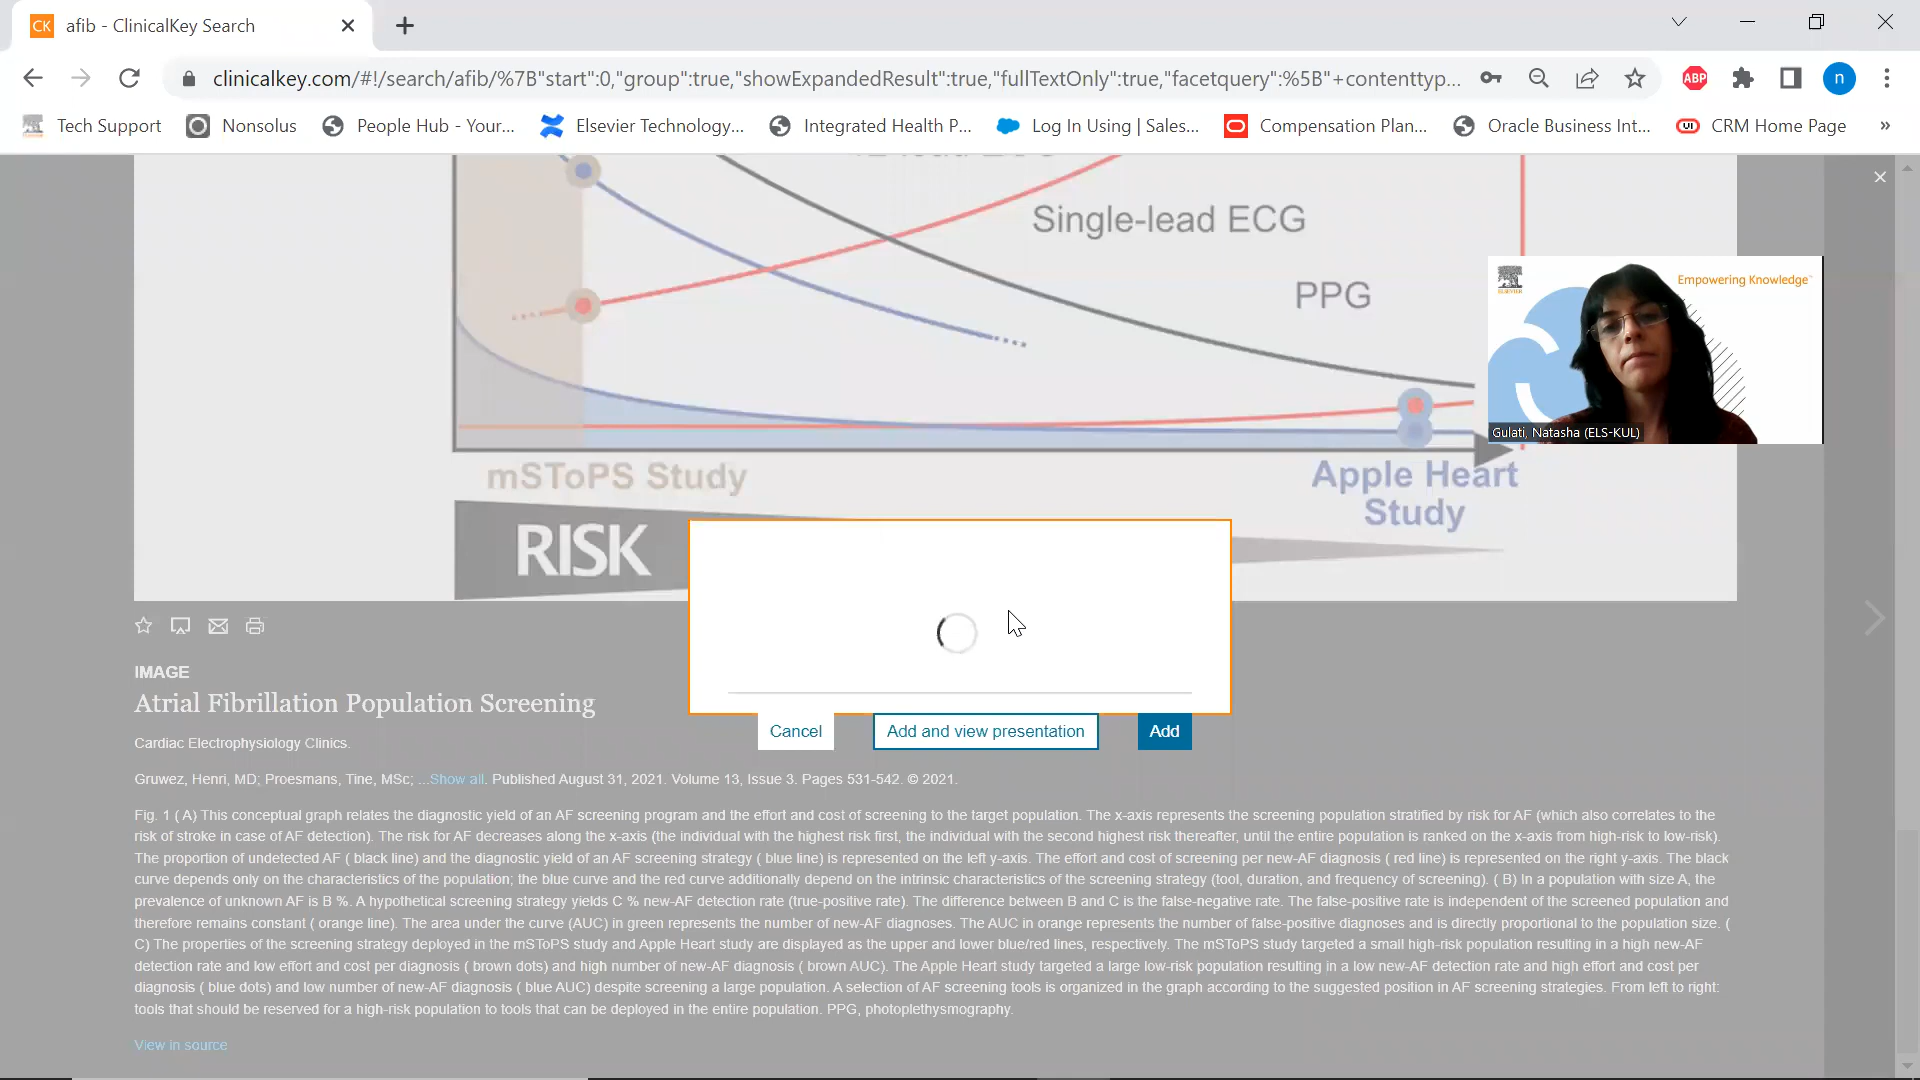 CK afib - ClinicalKey Search
clinicalkey.com/#!/search/afib/%7B"start":0,"group":true,"showExpandedResult":true,"fullTextOnly":true,"facetquery":%5B"+contenttyp...
ABP
n
Tech Support
Nonsolus
People Hub - Your...
Elsevier Technology...
Integrated Health P...
Log In Using | Sales...
Compensation Plan...
Oracle Business Int...
UI CRM Home Page
»
Single-lead ECG
PPG
Empowering Knowledge™
ELSEVIER
Gulati, Natasha (ELS-KUL)
mSToPS Study
Apple Heart
Study
RISK
IMAGE
Atrial Fibrillation Population Screening
Cancel
Add and view presentation
Add
Cardiac Electrophysiology Clinics.
Gruwez, Henri, MD; Proesmans, Tine, MSc; ...Show all. Published August 31, 2021. Volume 13, Issue 3. Pages 531-542. © 2021.
Fig. 1 ( A) This conceptual graph relates the diagnostic yield of an AF screening program and the effort and cost of screening to the target population. The x-axis represents the screening population stratified by risk for AF (which also correlates to the
risk of stroke in case of AF detection). The risk for AF decreases along the x-axis (the individual with the highest risk first, the individual with the second highest risk thereafter, until the entire population is ranked on the x-axis from high-risk to low-risk).
The proportion of undetected AF ( black line) and the diagnostic yield of an AF screening strategy ( blue line) is represented on the left y-axis. The effort and cost of screening per new-AF diagnosis ( red line) is represented on the right y-axis. The black
curve depends only on the characteristics of the population; the blue curve and the red curve additionally depend on the intrinsic characteristics of the screening strategy (tool, duration, and frequency of screening). ( B) In a population with size A, the
prevalence of unknown AF is B %. A hypothetical screening strategy yields C % new-AF detection rate (true-positive rate). The difference between B and C is the false-negative rate. The false-positive rate is independent of the screened population and
therefore remains constant ( orange line). The area under the curve (AUC) in green represents the number of new-AF diagnoses. The AUC in orange represents the number of false-positive diagnoses and is directly proportional to the population size. (
C) The properties of the screening strategy deployed in the mSToPS study and Apple Heart study are displayed as the upper and lower blue/red lines, respectively. The mSToPS study targeted a small high-risk population resulting in a high new-AF
detection rate and low effort and cost per diagnosis ( brown dots) and high number of new-AF diagnosis ( brown AUC). The Apple Heart study targeted a large low-risk population resulting in a low new-AF detection rate and high effort and cost per
diagnosis ( blue dots) and low number of new-AF diagnosis ( blue AUC) despite screening a large population. A selection of AF screening tools is organized in the graph according to the suggested position in AF screening strategies. From left to right:
tools that should be reserved for a high-risk population to tools that can be deployed in the entire population. PPG, photoplethysmography.
View in source